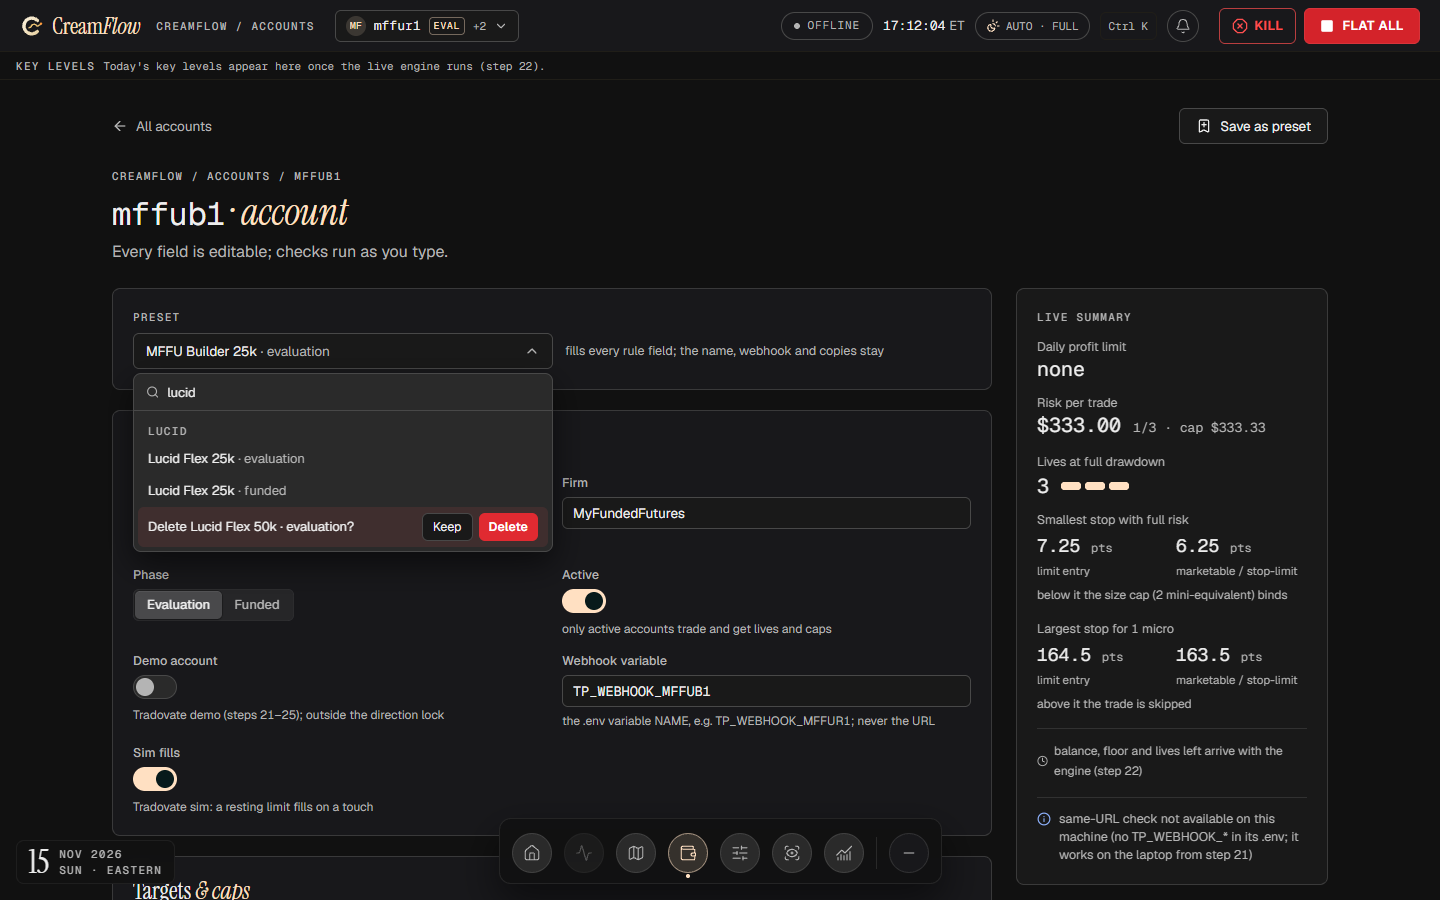 CreamFlow CREAMFLOW / ACCOUNTS MF mffur1 EVAL +2 OFFLINE 17:12:04 ET AUTO · FULL Ctrl K KILL FLAT ALL
KEY LEVELS Today's key levels appear here once the live engine runs (step 22).
All accounts
Save as preset
CREAMFLOW / ACCOUNTS / MFFUB1
mffub1·account
Every field is editable; checks run as you type.
PRESET
MFFU Builder 25k · evaluation
fills every rule field; the name, webhook and copies stay
lucid
LUCID
Lucid Flex 25k · evaluation
Lucid Flex 25k · funded
Delete Lucid Flex 50k · evaluation? Keep Delete
Firm
MyFundedFutures
Phase
Evaluation Funded
Active
only active accounts trade and get lives and caps
Demo account
Tradovate demo (steps 21–25); outside the direction lock
Webhook variable
TP_WEBHOOK_MFFUB1
the .env variable NAME, e.g. TP_WEBHOOK_MFFUR1; never the URL
Sim fills
Tradovate sim: a resting limit fills on a touch
Targets & caps
LIVE SUMMARY
Daily profit limit
none
Risk per trade
$333.00 1/3 · cap $333.33
Lives at full drawdown
3
Smallest stop with full risk
7.25 pts 6.25 pts
limit entry marketable / stop-limit
below it the size cap (2 mini-equivalent) binds
Largest stop for 1 micro
164.5 pts 163.5 pts
limit entry marketable / stop-limit
above it the trade is skipped
balance, floor and lives left arrive with the
engine (step 22)
same-URL check not available on this
machine (no TP_WEBHOOK_* in its .env; it
works on the laptop from step 21)
15 NOV 2026
SUN · EASTERN